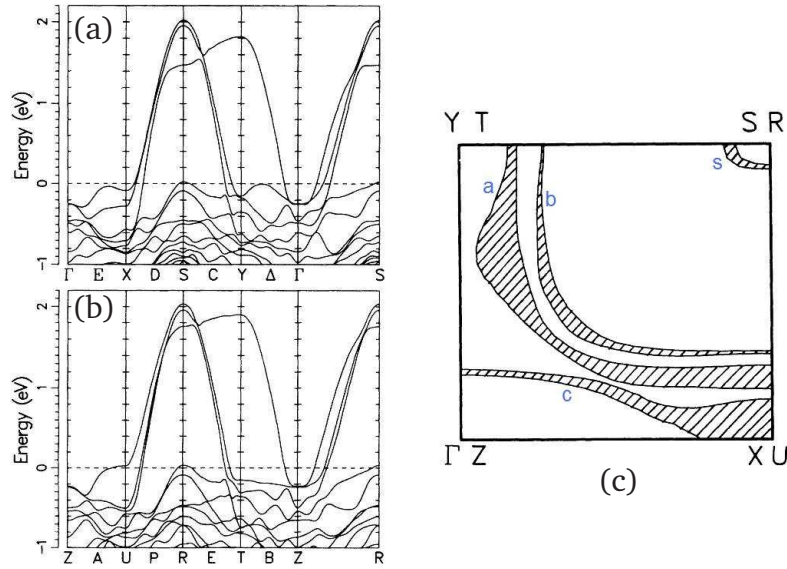 (a)
Energy (eV)
2
1
0
-1
Γ E X D S C Y Δ Γ S
(b)
Energy (eV)
2
1
0
-1
Z A U P R E T B Z R
Y T S R
a b s
c
Γ Z X U
(c)